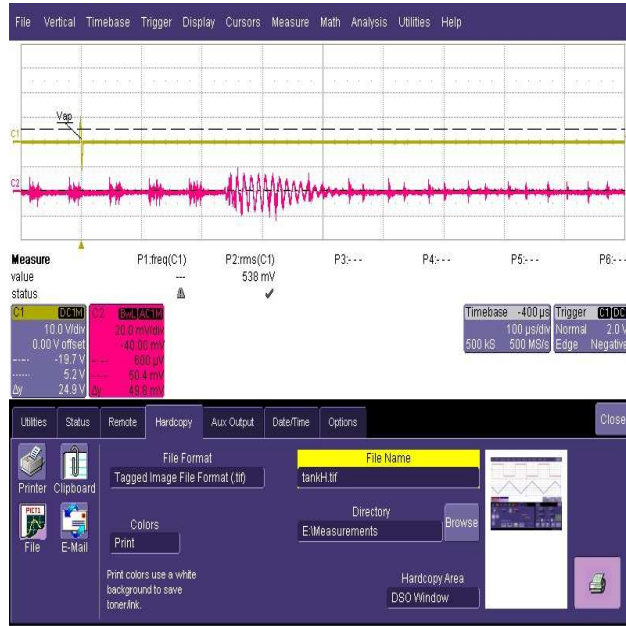 File Vertical Timebase Trigger Display Cursors Measure Math Analysis Utilities Help
Vap
C1
C2
Measure P1:freq(C1) P2:rms(C1) P3:- - - P4:- - - P5:- - - P6:- - -
value --- 538 mV
status
C1 DC1M
10.0 V/div
0.00 V offset
-19.7 V
5.2 V
Δy 24.9 V
C2 BwL AC1M
20.0 mV/div
-40.00 mV
600 µV
50.4 mV
Δy 49.8 mV
Timebase -400 µs
100 µs/div
500 kS 500 MS/s
Trigger C1 DC
Normal 2.0 V
Edge Negative
Utilities Status Remote Hardcopy Aux Output Date/Time Options Close
Printer Clipboard
File E-Mail
File Format
Tagged Image File Format (.tif)
Colors
Print
Print colors use a white
background to save
toner/ink.
File Name
tankH.tif
Directory
E:\Measurements
Browse
Hardcopy Area
DSO Window